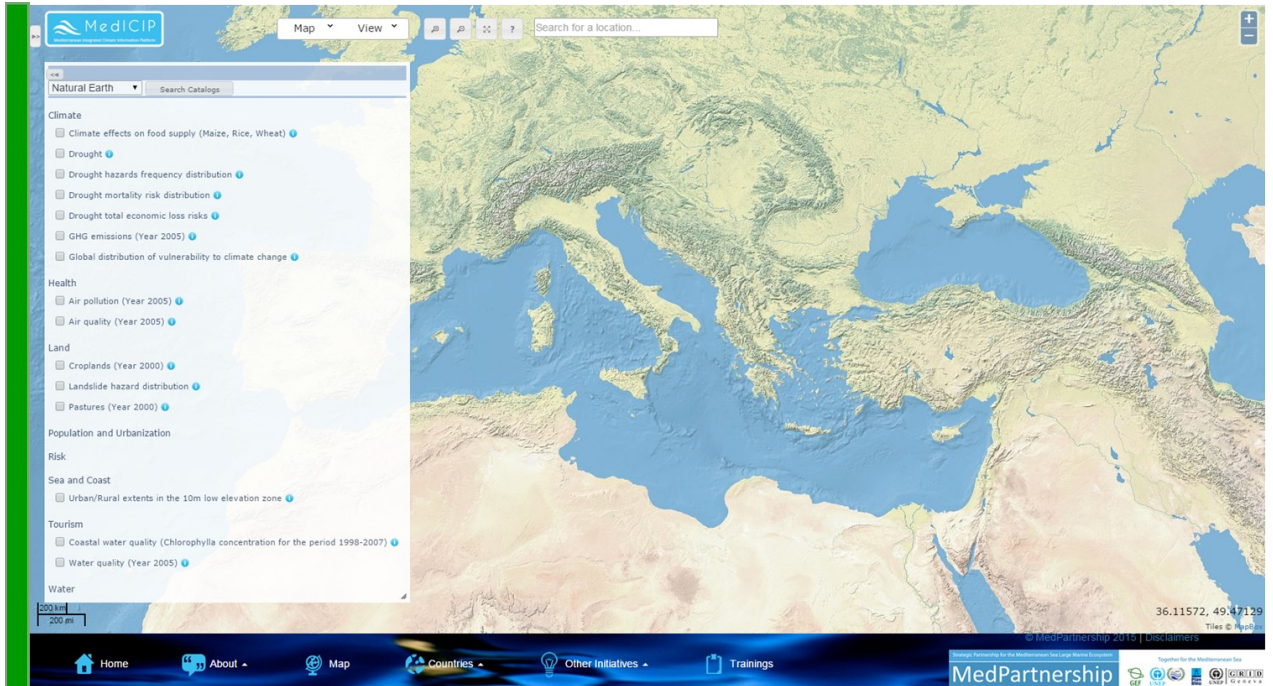 MedICIP
Mediterranean Integrated Climate Information Platform
Map
View
?
Search for a location...
+
−
<<
Natural Earth
Search Catalogs
Climate
Climate effects on food supply (Maize, Rice, Wheat)
Drought
Drought hazards frequency distribution
Drought mortality risk distribution
Drought total economic loss risks
GHG emissions (Year 2005)
Global distribution of vulnerability to climate change
Health
Air pollution (Year 2005)
Air quality (Year 2005)
Land
Croplands (Year 2000)
Landslide hazard distribution
Pastures (Year 2000)
Population and Urbanization
Risk
Sea and Coast
Urban/Rural extents in the 10m low elevation zone
Tourism
Coastal water quality (Chlorophylla concentration for the period 1998-2007)
Water quality (Year 2005)
Water
200 km
200 mi
36.11572, 49.47129
Tiles © MapBox
© MedPartnership 2015 | Disclaimers
Home
About
Map
Countries
Other Initiatives
Trainings
Strategic Partnership for the Mediterranean Sea Large Marine Ecosystem
MedPartnership
Together for the Mediterranean Sea
GEF
UNEP
UNEP
GRID
Geneva